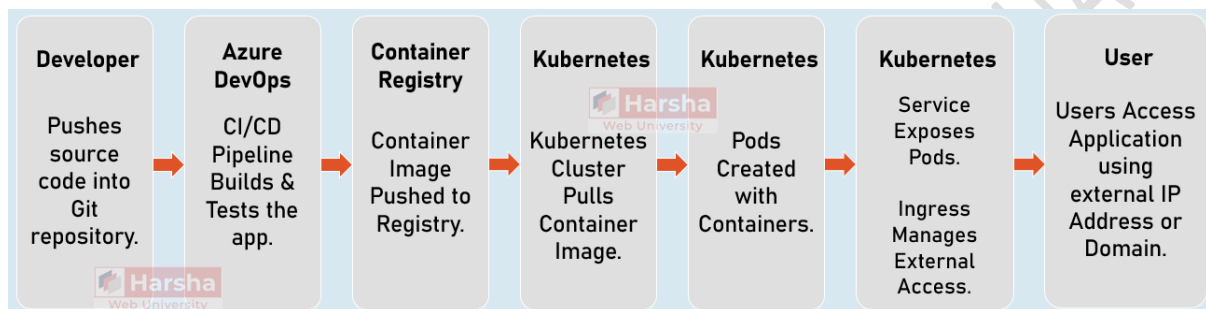 Developer
Pushes
source
code into
Git
repository.
Azure
DevOps
CI/CD
Pipeline
Builds &
Tests the
app.
Container
Registry
Container
Image
Pushed to
Registry.
Kubernetes
Kubernetes
Cluster
Pulls
Container
Image.
Kubernetes
Pods
Created
with
Containers.
Kubernetes
Service
Exposes
Pods.
Ingress
Manages
External
Access.
User
Users Access
Application
using
external IP
Address or
Domain.
Harsha
Web University
Harsha
Web University